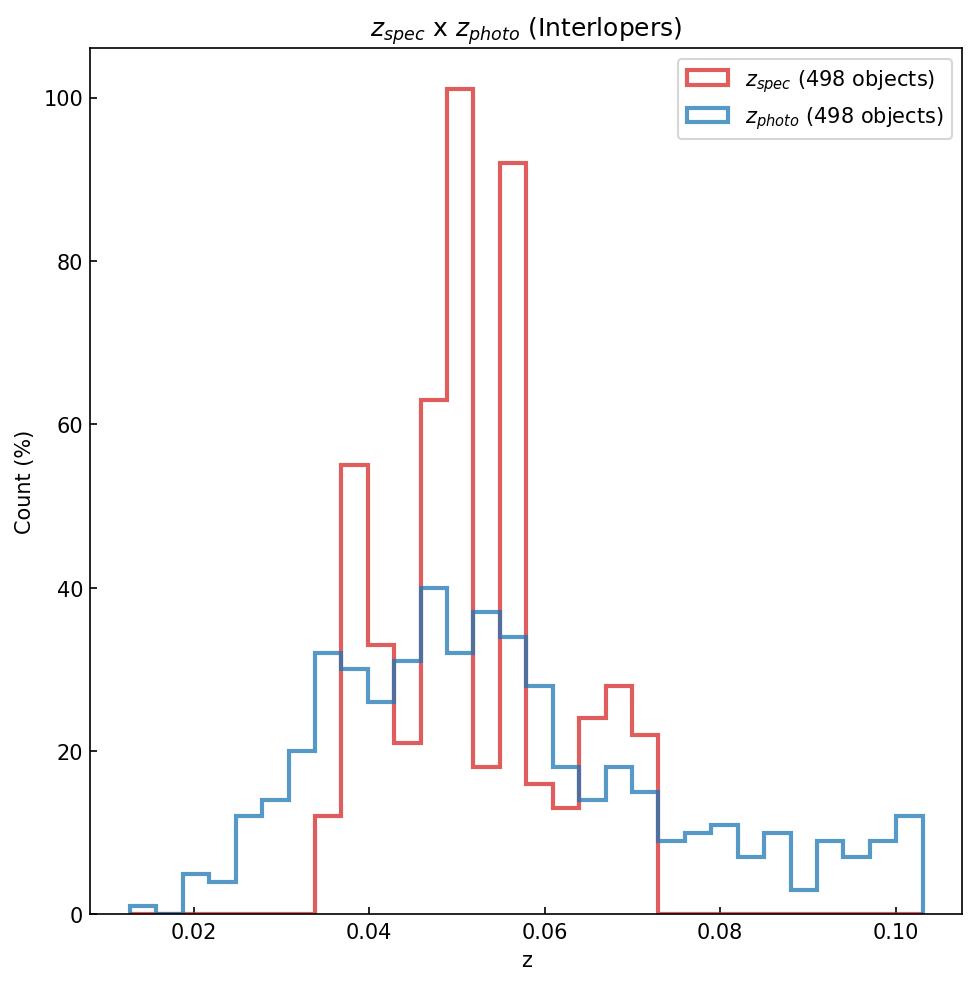 z_spec x z_photo (Interlopers)
z_spec (498 objects)
z_photo (498 objects)
Count (%)
100
80
60
40
20
0
0.02 0.04 0.06 0.08 0.10
z